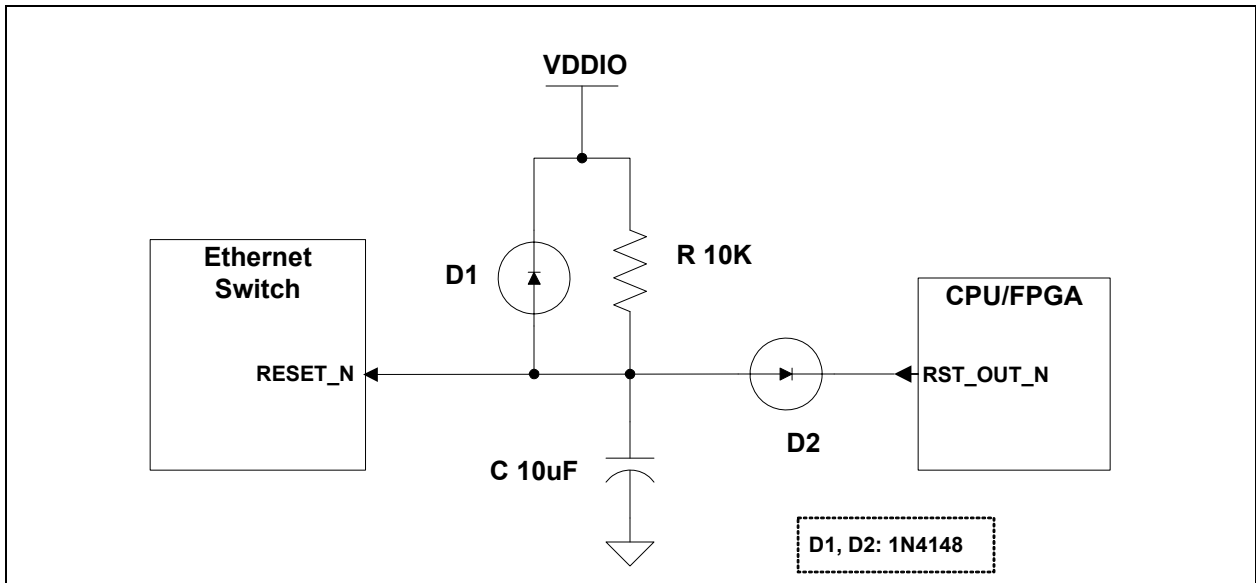 VDDIO
Ethernet
Switch
D1
R 10K
CPU/FPGA
RESET_N
RST_OUT_N
D2
C 10uF
D1, D2: 1N4148